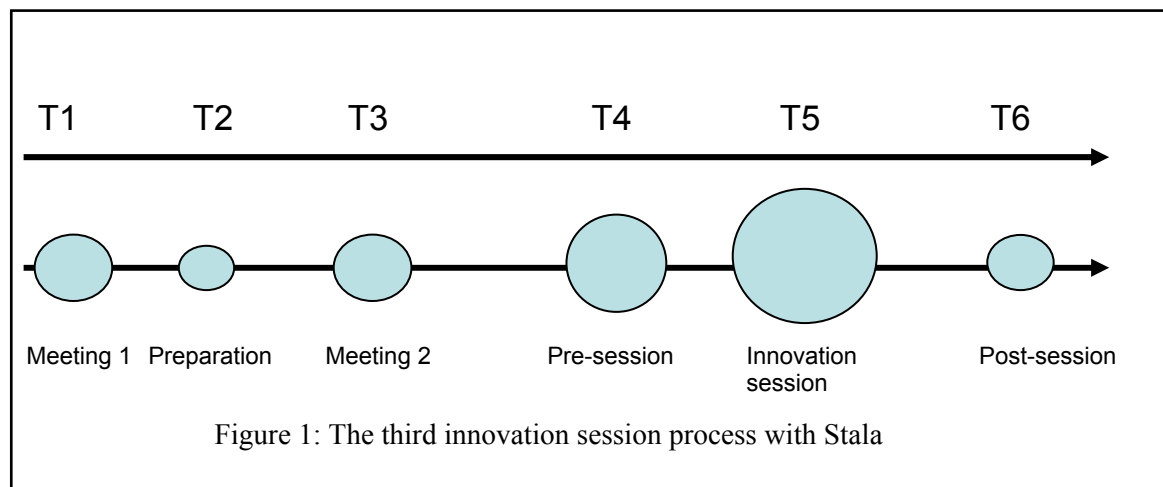 T1 T2 T3 T4 T5 T6
Meeting 1 Preparation Meeting 2 Pre-session Innovation
session Post-session
Figure 1: The third innovation session process with Stala